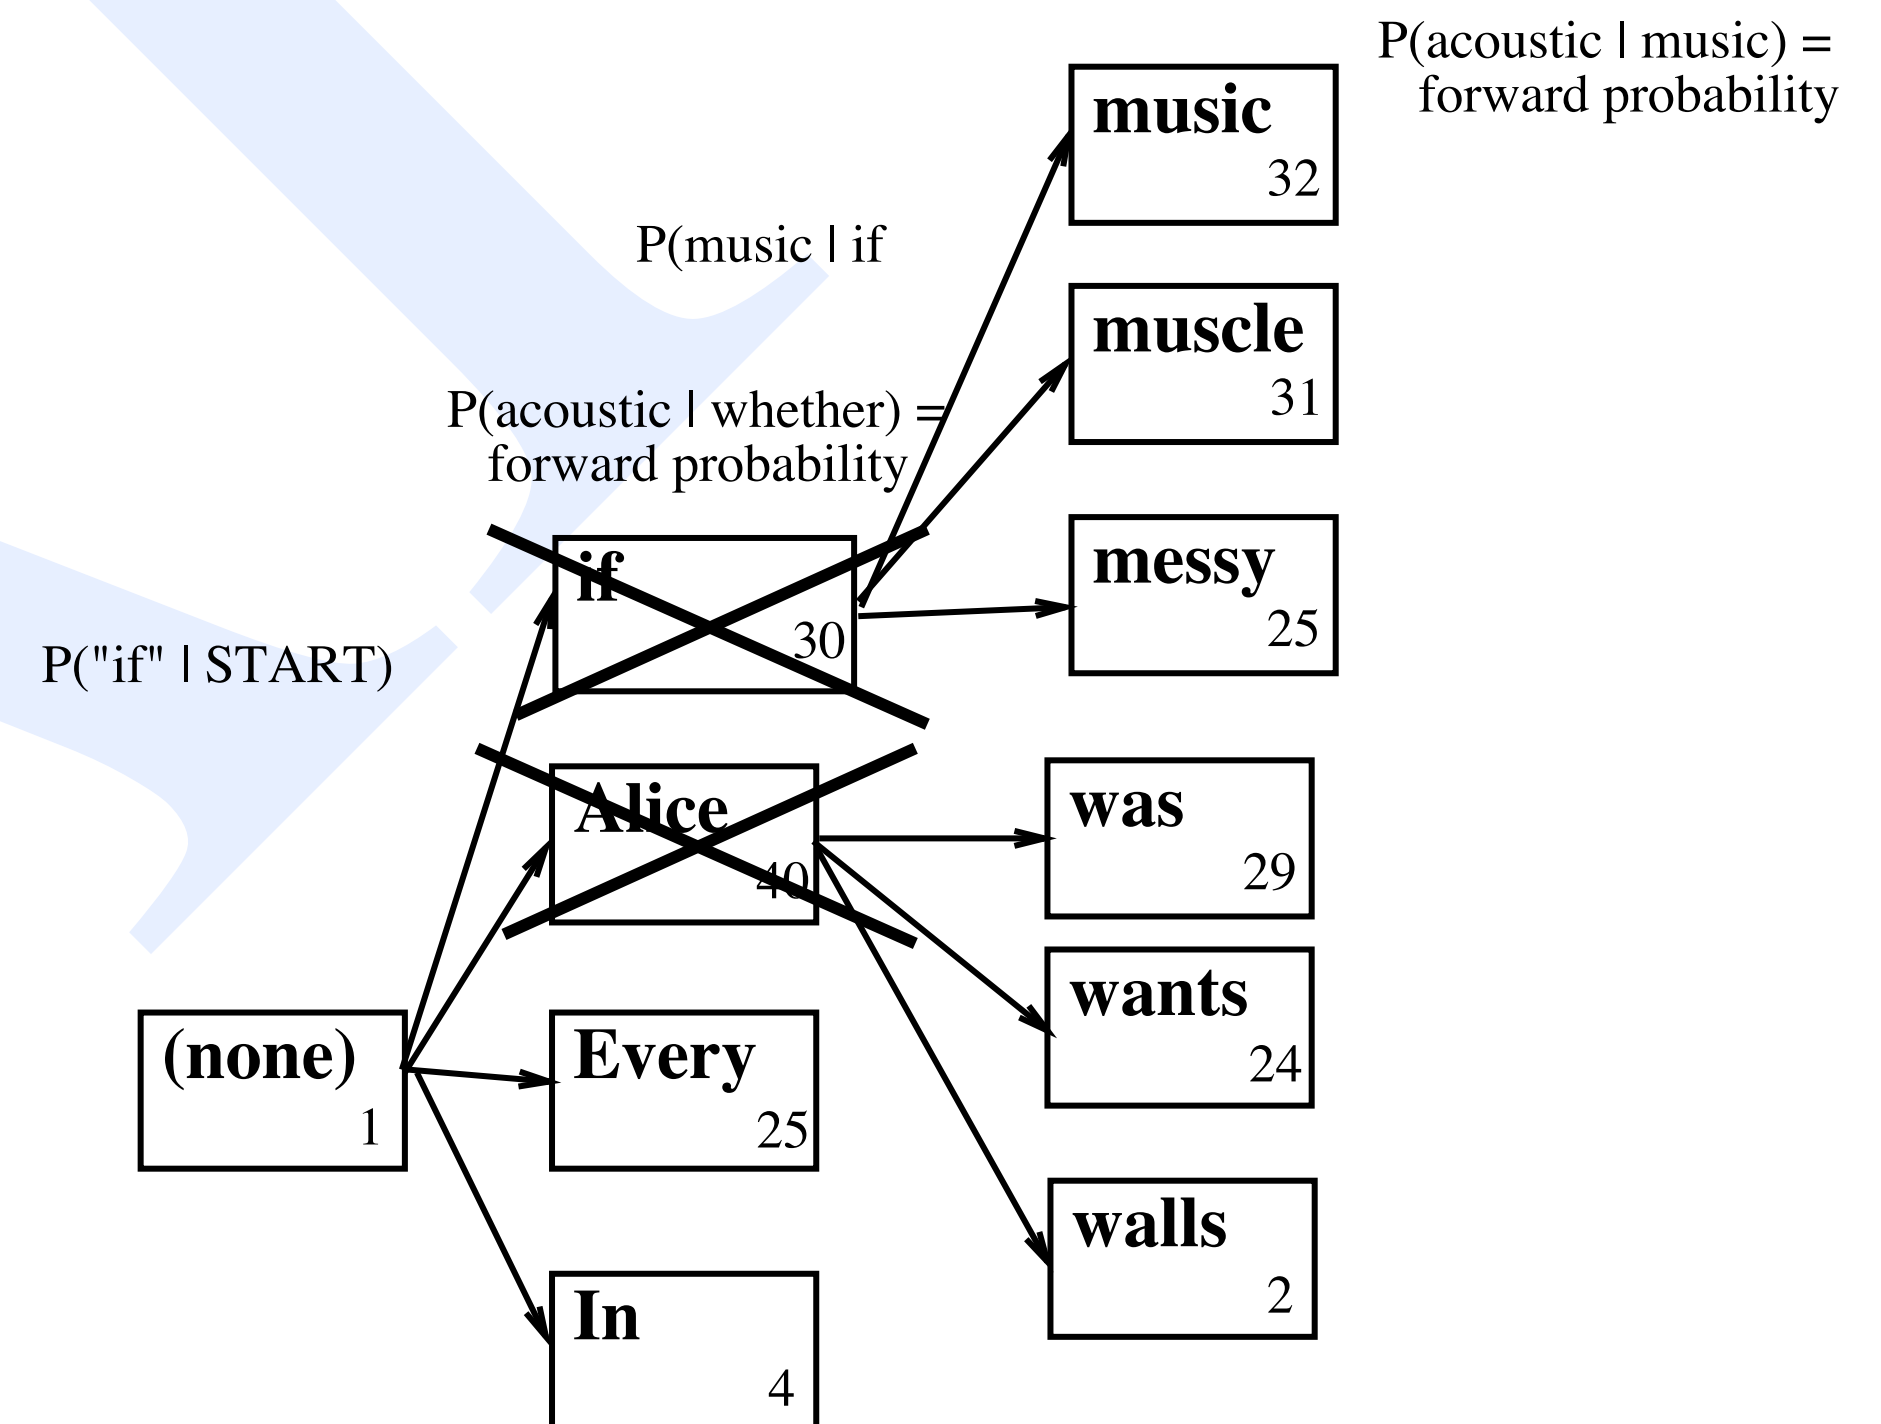 P(acoustic | music) =
forward probability
music
32
P(music | if
muscle
31
P(acoustic | whether) =
forward probability
if
30
messy
25
P("if" | START)
Alice
40
was
29
wants
24
(none)
1
Every
25
walls
2
In
4